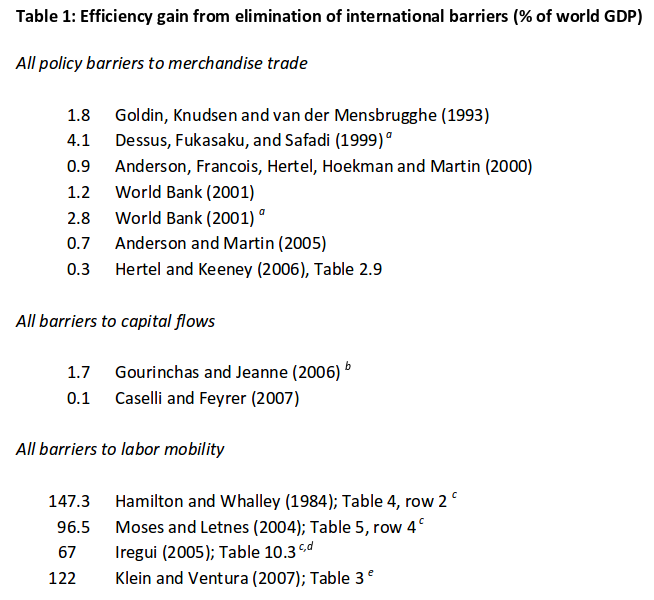 Table 1: Efficiency gain from elimination of international barriers (% of world GDP)
All policy barriers to merchandise trade
1.8 Goldin, Knudsen and van der Mensbrugghe (1993)
4.1 Dessus, Fukasaku, and Safadi (1999) a
0.9 Anderson, Francois, Hertel, Hoekman and Martin (2000)
1.2 World Bank (2001)
2.8 World Bank (2001) a
0.7 Anderson and Martin (2005)
0.3 Hertel and Keeney (2006), Table 2.9
All barriers to capital flows
1.7 Gourinchas and Jeanne (2006) b
0.1 Caselli and Feyrer (2007)
All barriers to labor mobility
147.3 Hamilton and Whalley (1984); Table 4, row 2 c
96.5 Moses and Letnes (2004); Table 5, row 4 c
67 Iregui (2005); Table 10.3 c,d
122 Klein and Ventura (2007); Table 3 e